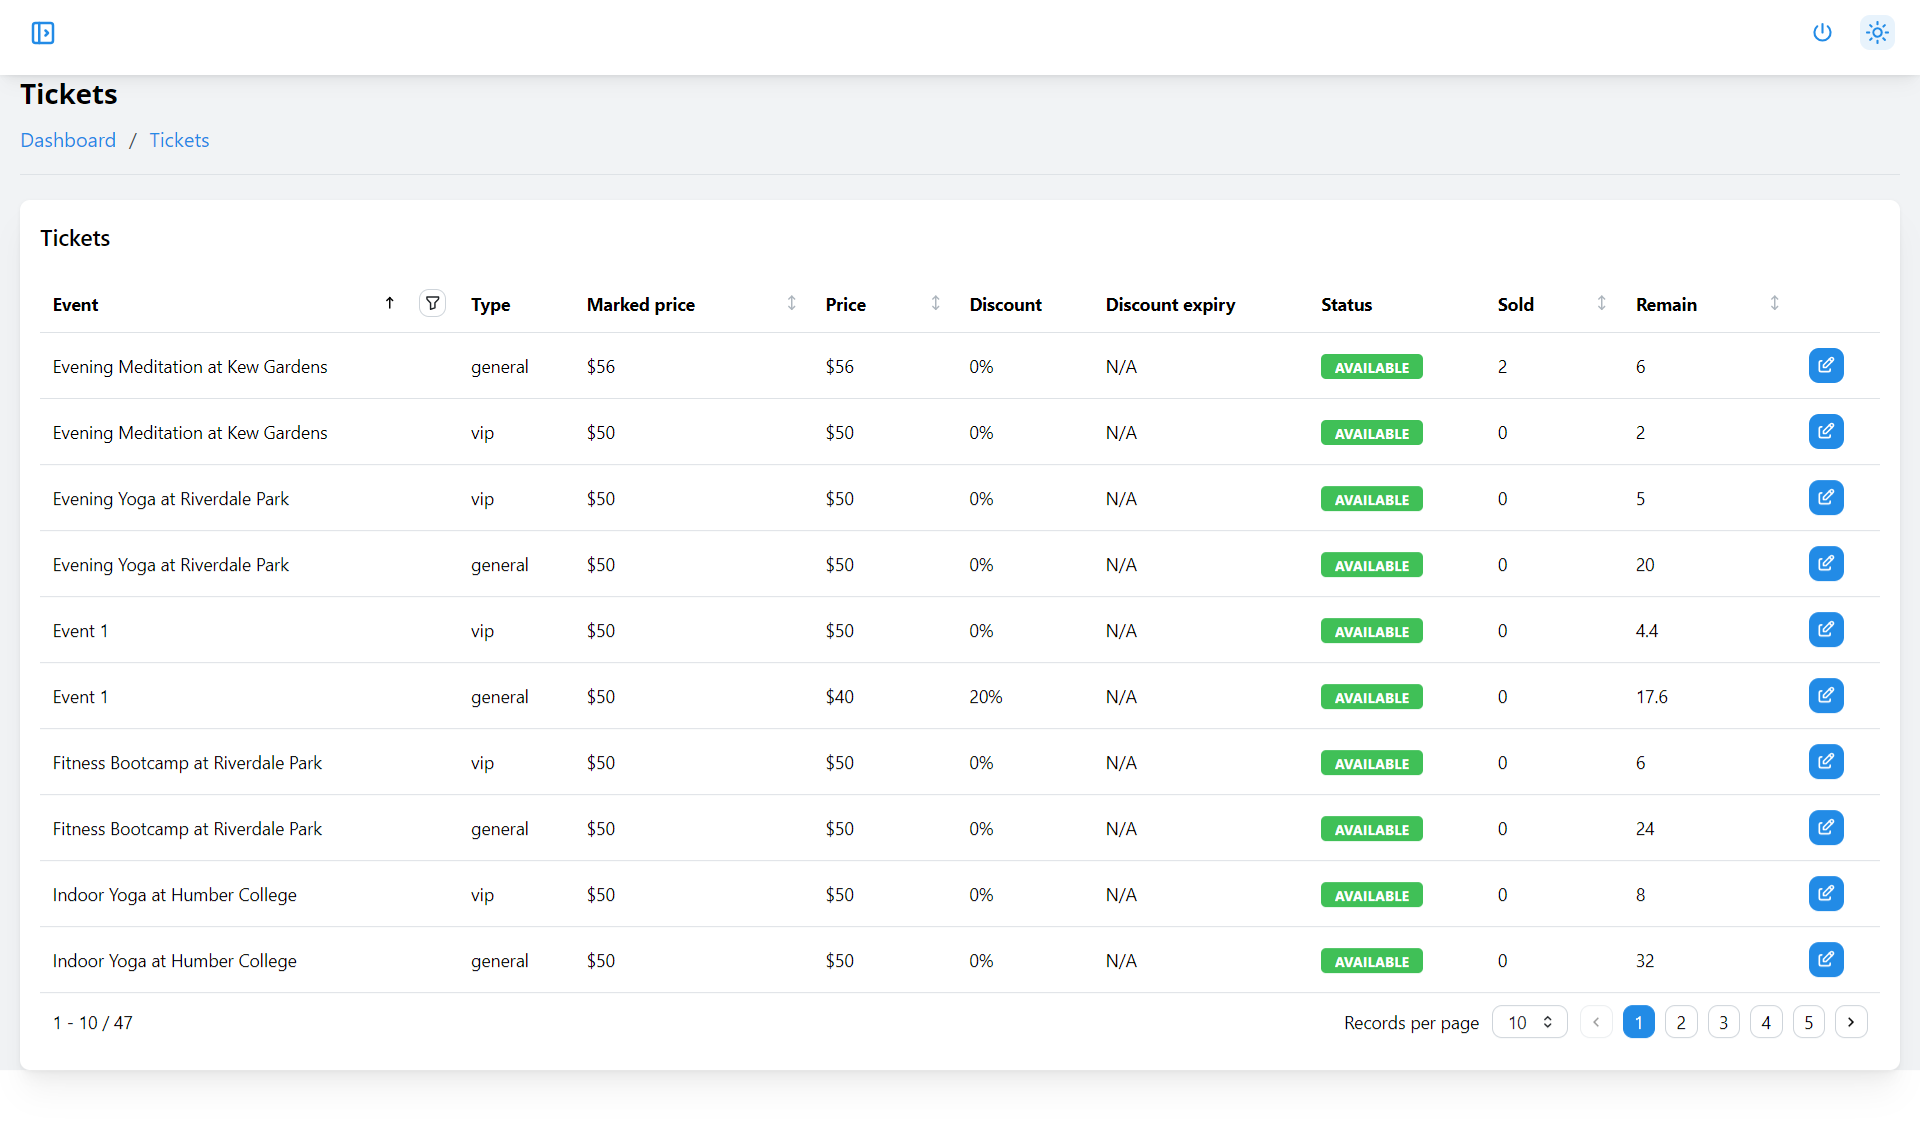 Tickets
Dashboard / Tickets
Tickets
Event Type Marked price Price Discount Discount expiry Status Sold Remain
Evening Meditation at Kew Gardens general $56 $56 0% N/A AVAILABLE 2 6
Evening Meditation at Kew Gardens vip $50 $50 0% N/A AVAILABLE 0 2
Evening Yoga at Riverdale Park vip $50 $50 0% N/A AVAILABLE 0 5
Evening Yoga at Riverdale Park general $50 $50 0% N/A AVAILABLE 0 20
Event 1 vip $50 $50 0% N/A AVAILABLE 0 4.4
Event 1 general $50 $40 20% N/A AVAILABLE 0 17.6
Fitness Bootcamp at Riverdale Park vip $50 $50 0% N/A AVAILABLE 0 6
Fitness Bootcamp at Riverdale Park general $50 $50 0% N/A AVAILABLE 0 24
Indoor Yoga at Humber College vip $50 $50 0% N/A AVAILABLE 0 8
Indoor Yoga at Humber College general $50 $50 0% N/A AVAILABLE 0 32
1 - 10 / 47 Records per page 10 1 2 3 4 5